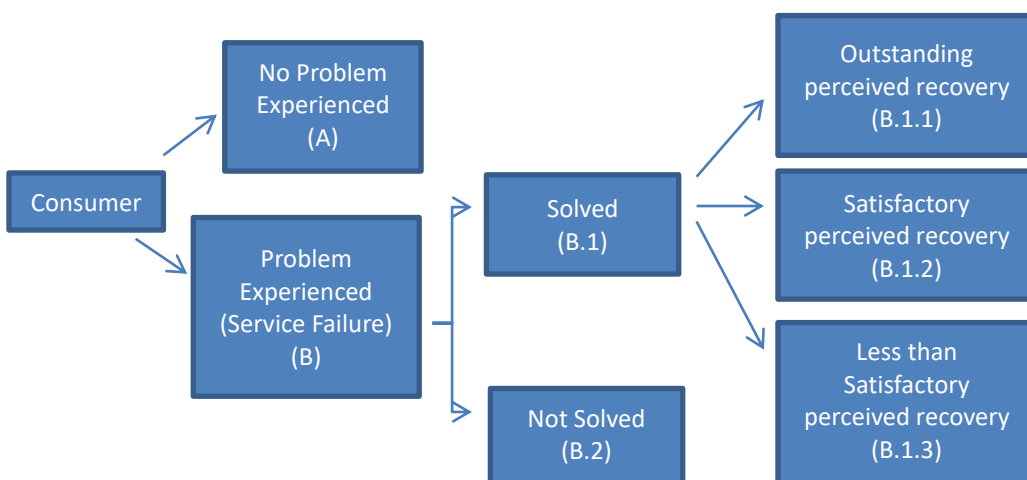 Consumer
No Problem
Experienced
(A)
Problem
Experienced
(Service Failure)
(B)
Solved
(B.1)
Not Solved
(B.2)
Outstanding
perceived recovery
(B.1.1)
Satisfactory
perceived recovery
(B.1.2)
Less than
Satisfactory
perceived recovery
(B.1.3)